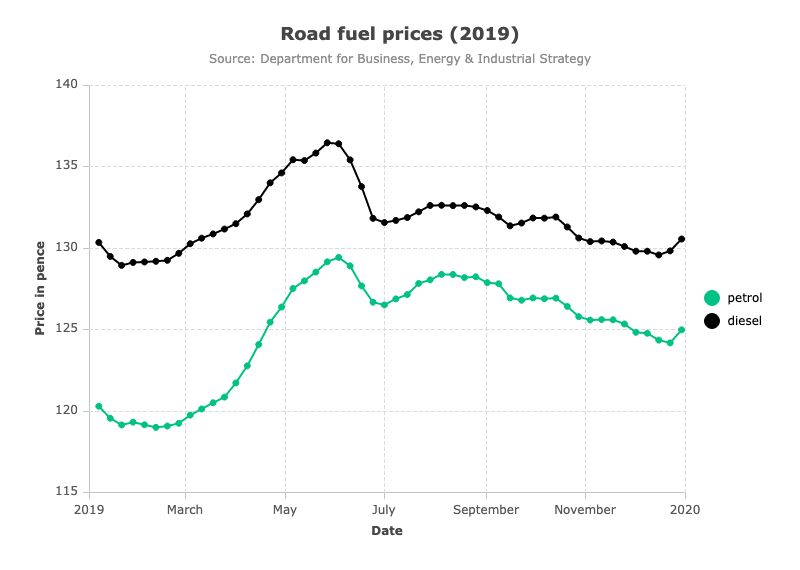 Road fuel prices (2019)
Source: Department for Business, Energy & Industrial Strategy
140
135
130
125
120
115
Price in pence
2019
March
May
July
September
November
2020
Date
petrol
diesel